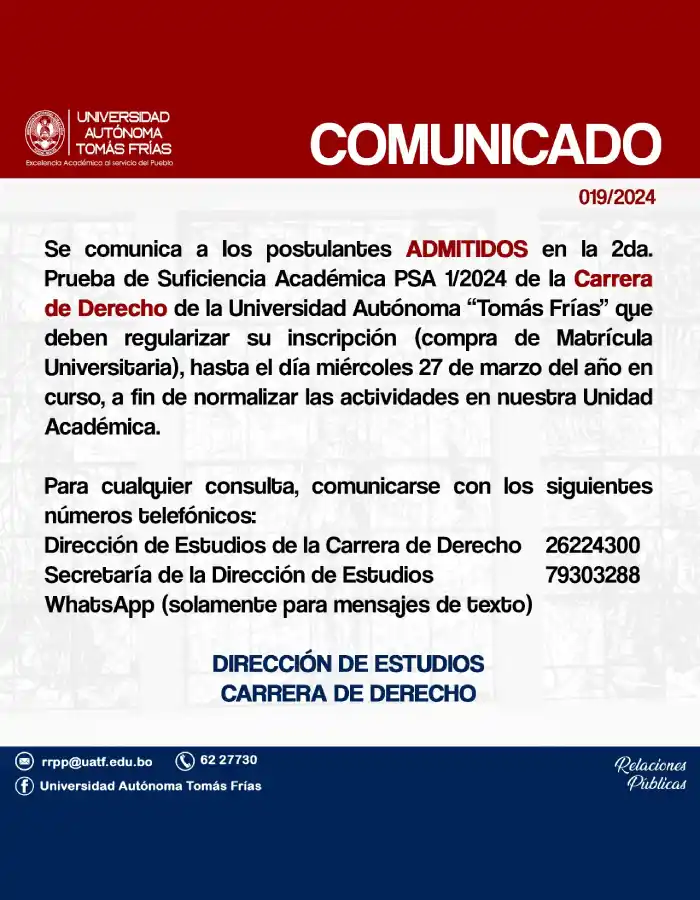 UNIVERSIDAD
AUTÓNOMA
TOMÁS FRÍAS
Excelencia Académica al servicio del Pueblo
COMUNICADO
019/2024
Se comunica a los postulantes ADMITIDOS en la 2da.
Prueba de Suficiencia Académica PSA 1/2024 de la Carrera
de Derecho de la Universidad Autónoma “Tomás Frías” que
deben regularizar su inscripción (compra de Matrícula
Universitaria), hasta el día miércoles 27 de marzo del año en
curso, a fin de normalizar las actividades en nuestra Unidad
Académica.
Para cualquier consulta, comunicarse con los siguientes
números telefónicos:
Dirección de Estudios de la Carrera de Derecho 26224300
Secretaría de la Dirección de Estudios 79303288
WhatsApp (solamente para mensajes de texto)
DIRECCIÓN DE ESTUDIOS
CARRERA DE DERECHO
rrpp@uatf.edu.bo 62 27730
Universidad Autónoma Tomás Frías
Relaciones
Públicas